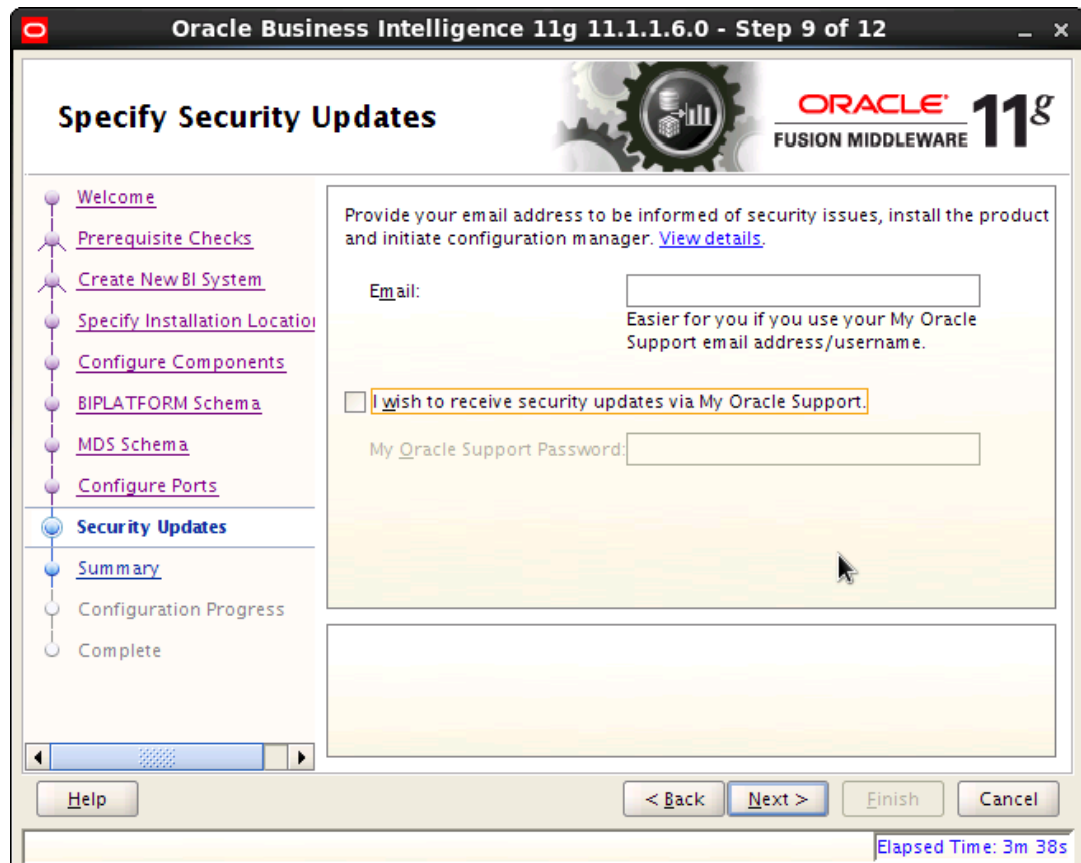 Oracle Business Intelligence 11g 11.1.1.6.0 - Step 9 of 12
Specify Security Updates
ORACLE
FUSION MIDDLEWARE
11g
Welcome
Prerequisite Checks
Create New BI System
Specify Installation Location
Configure Components
BIPLATFORM Schema
MDS Schema
Configure Ports
Security Updates
Summary
Configuration Progress
Complete
Provide your email address to be informed of security issues, install the product
and initiate configuration manager. View details.
Email:
Easier for you if you use your My Oracle
Support email address/username.
I wish to receive security updates via My Oracle Support.
My Oracle Support Password:
Help
< Back
Next >
Finish
Cancel
Elapsed Time: 3m 38s